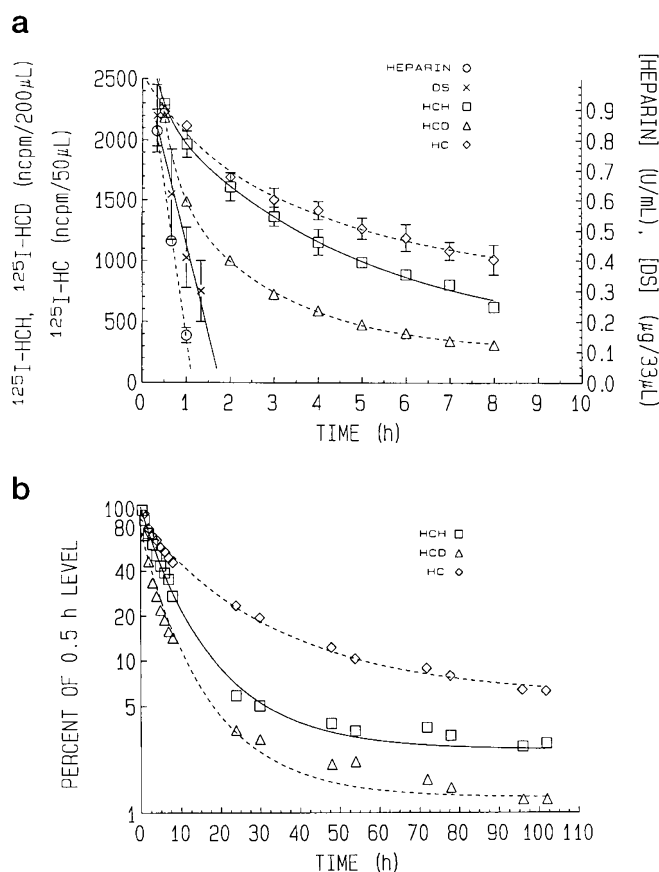 a
¹²⁵I-HCH, ¹²⁵I-HCD (ncpm/200µL)
¹²⁵I-HC (ncpm/50µL)
2500
2000
1500
1000
500
0
HEPARIN
DS
HCH
HCD
HC
0.9
0.8
0.7
0.6
0.5
0.4
0.3
0.2
0.1
0.0
[HEPARIN] (U/mL), [DS] (µg/33µL)
0 1 2 3 4 5 6 7 8 9 10
TIME (h)
b
PERCENT OF 0.5 h LEVEL
100
80
40
20
10
5
1
HCH
HCD
HC
0 10 20 30 40 50 60 70 80 90 100 110
TIME (h)